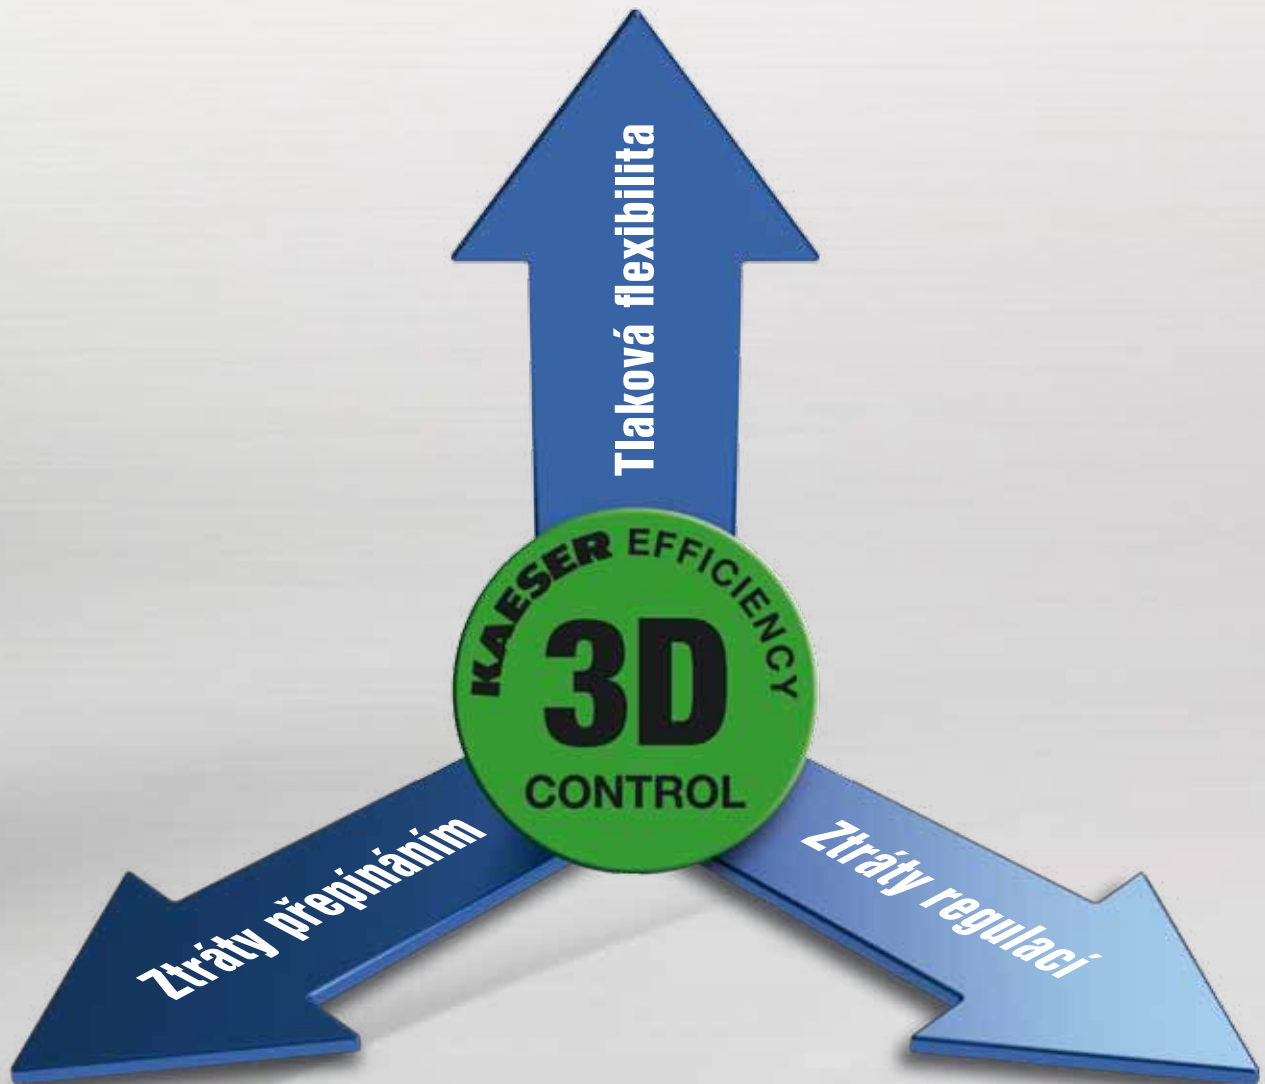 Tlaková flexibilita
KAESER EFFICIENCY
3D
CONTROL
Ztráty přepínáním
Ztráty regulací